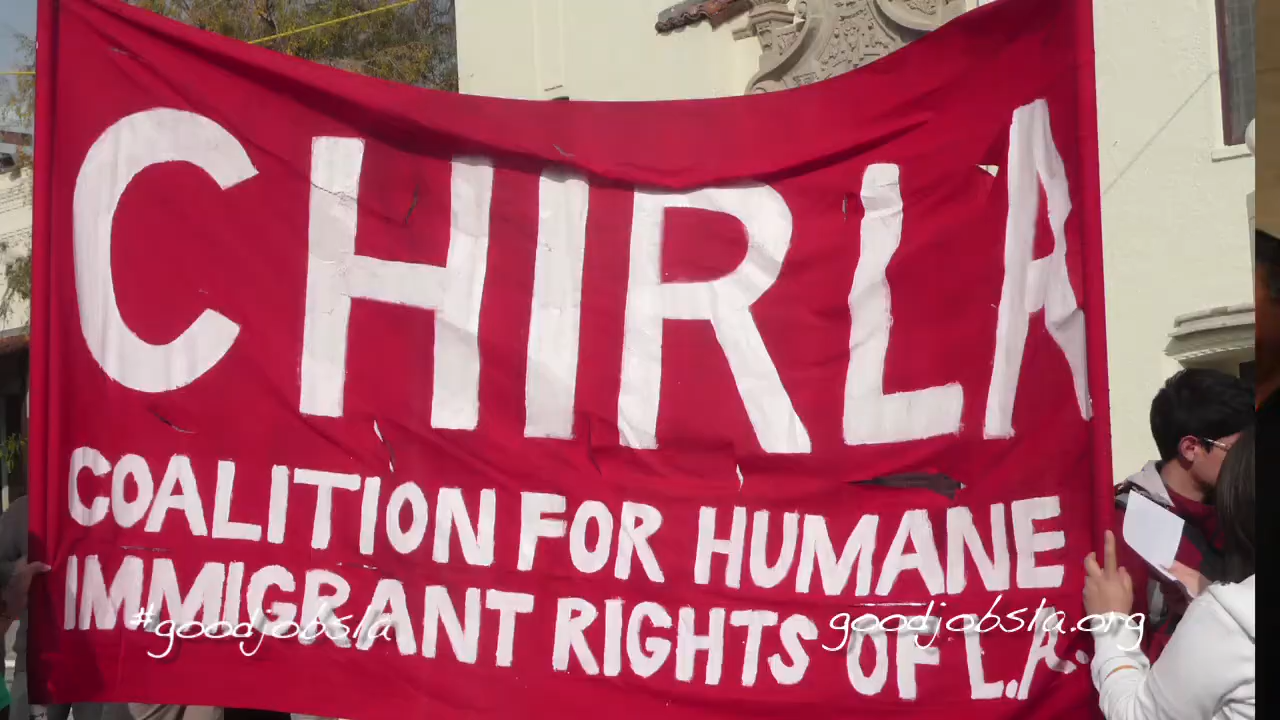 CHIRLA
COALITION FOR HUMANE
IMMIGRANT RIGHTS OF L.A.
#goodjobsla
goodjobsla.org